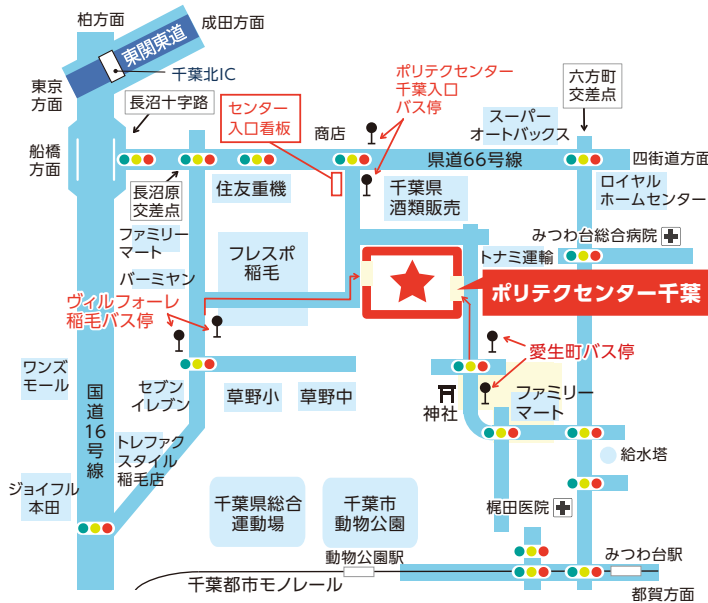 柏方面
成田方面
東関東道
東京
方面
千葉北IC
長沼十字路
センター
入口看板
商店
ポリテクセンター
千葉入口
バス停
六方町
交差点
スーパー
オートバックス
船橋
方面
県道66号線
四街道方面
長沼原
交差点
住友重機
千葉県
酒類販売
ロイヤル
ホームセンター
ファミリー
マート
フレスポ
稲毛
みつわ台総合病院
トナミ運輸
バーミヤン
ポリテクセンター千葉
ヴィルフォーレ
稲毛バス停
愛生町バス停
ワンズ
モール
国道16号線
セブン
イレブン
草野小
草野中
神社
ファミリー
マート
トレファク
スタイル
稲毛店
給水塔
ジョイフル
本田
千葉県総合
運動場
千葉市
動物公園
梶田医院
動物公園駅
みつわ台駅
千葉都市モノレール
都賀方面